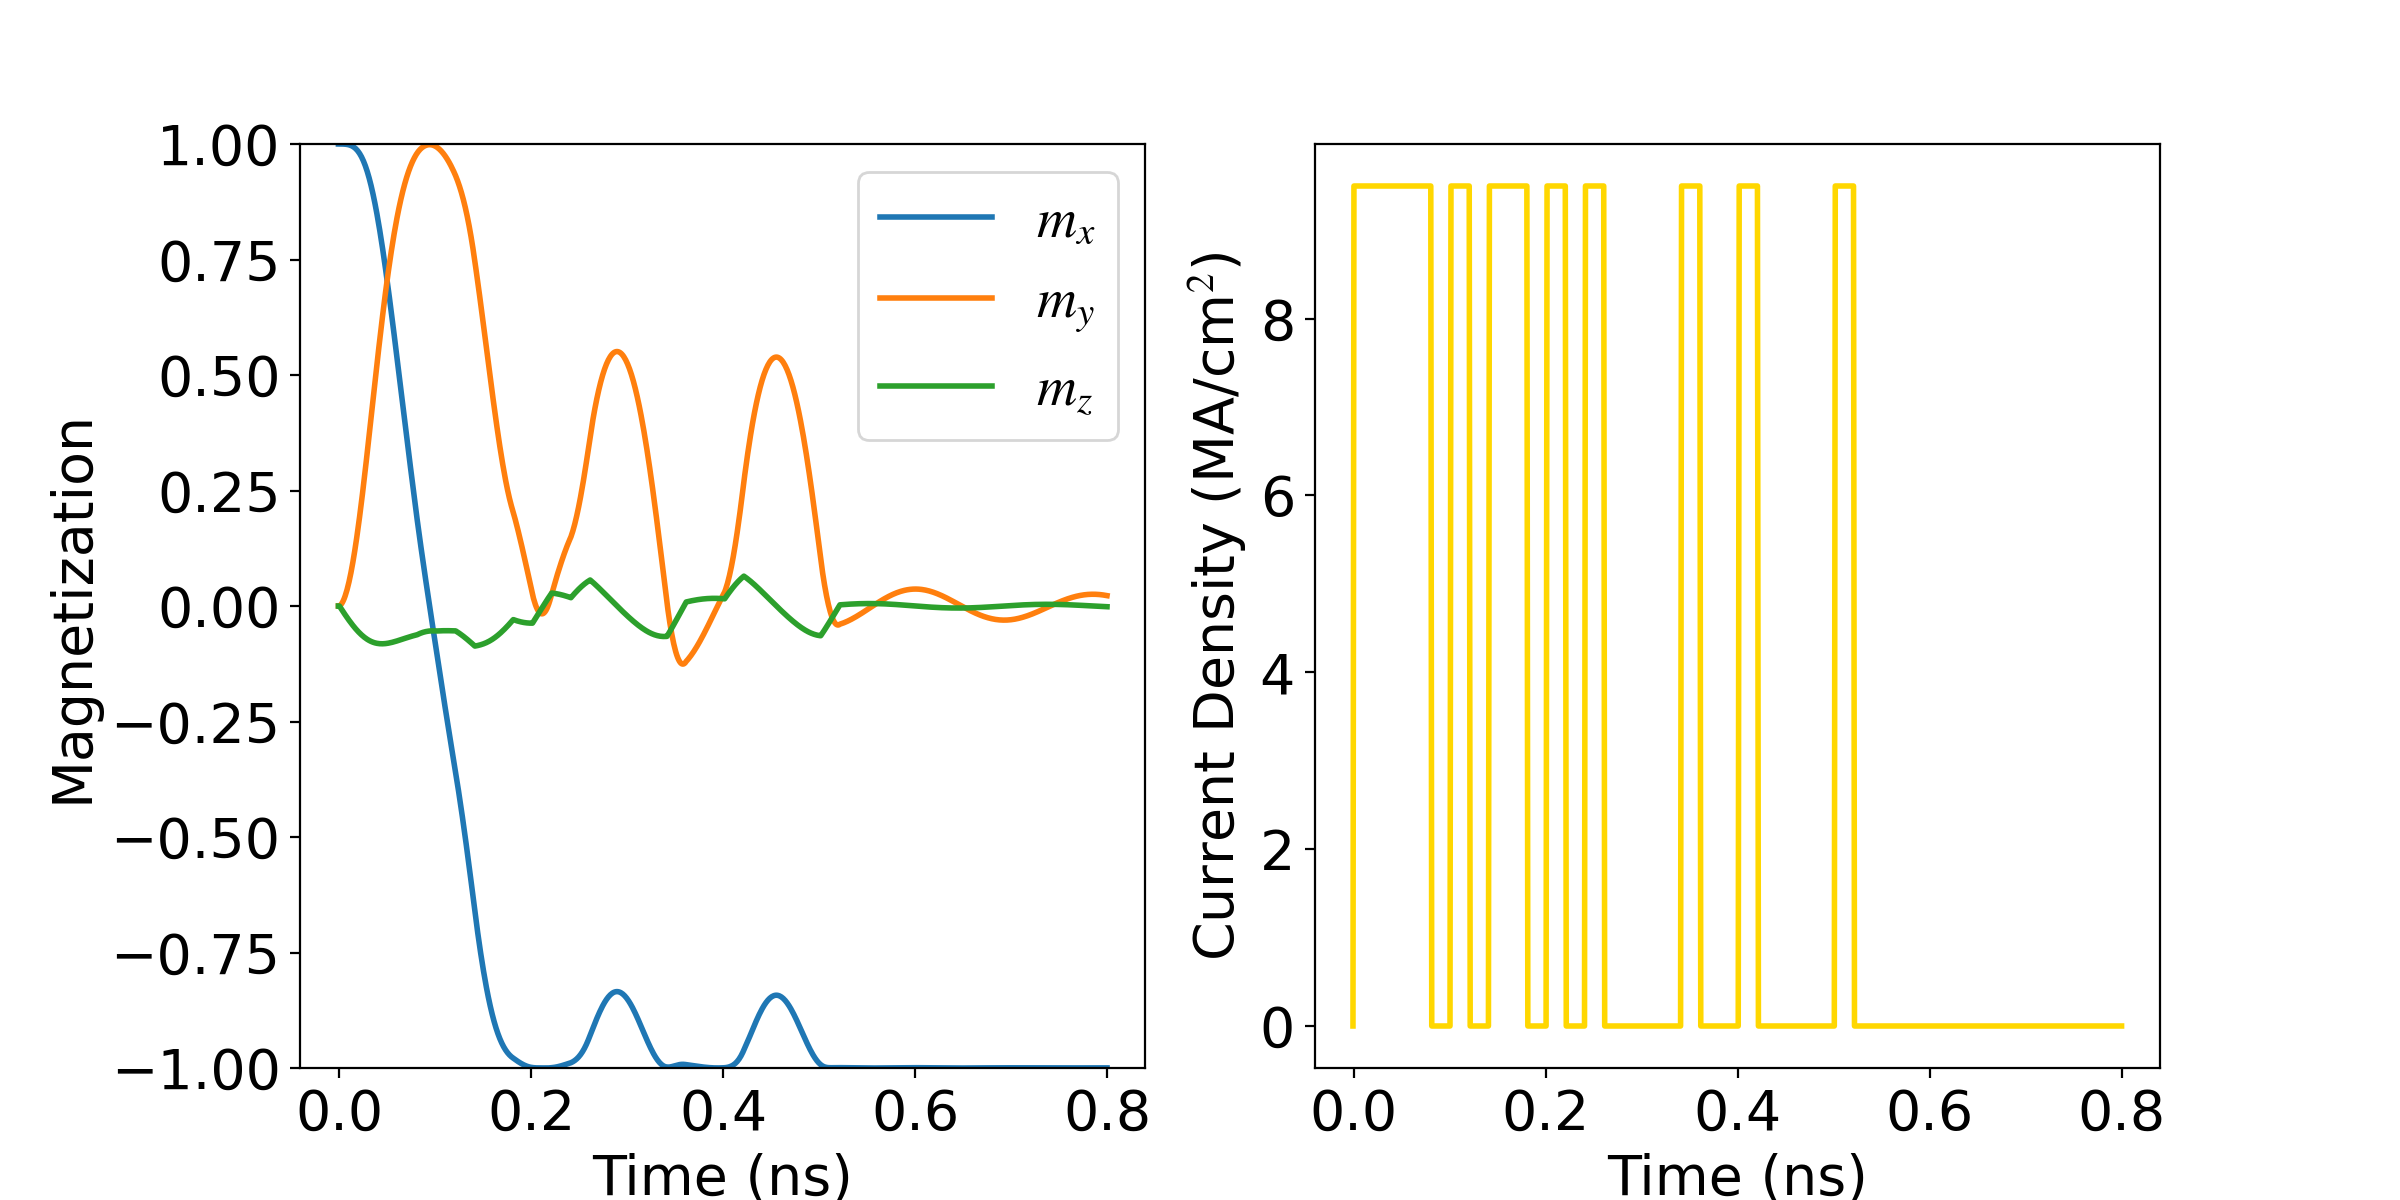 Magnetization
1.00
0.75
0.50
0.25
0.00
−0.25
−0.50
−0.75
−1.00
0.0 0.2 0.4 0.6 0.8
Time (ns)
m_x
m_y
m_z
Current Density (MA/cm²)
8
6
4
2
0
0.0 0.2 0.4 0.6 0.8
Time (ns)